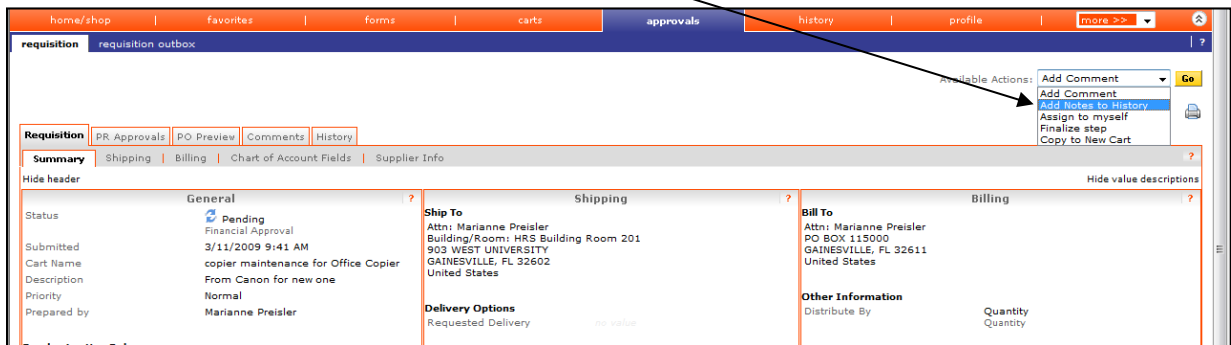 home/shop | favorites | forms | carts approvals history | profile | more >>
requisition requisition outbox | ?
Available Actions: Add Comment Go
Add Comment
Add Notes to History
Assign to myself
Finalize step
Copy to New Cart
Requisition PR Approvals PO Preview Comments History
Summary Shipping | Billing | Chart of Account Fields | Supplier Info ?
Hide header Hide value descriptions
General ?
Status Pending
Financial Approval
Submitted 3/11/2009 9:41 AM
Cart Name copier maintenance for Office Copier
Description From Canon for new one
Priority Normal
Prepared by Marianne Preisler
Shipping ?
Ship To
Attn: Marianne Preisler
Building/Room: HRS Building Room 201
903 WEST UNIVERSITY
GAINESVILLE, FL 32602
United States
Delivery Options
Requested Delivery no value
Billing ?
Bill To
Attn: Marianne Preisler
PO BOX 115000
GAINESVILLE, FL 32611
United States
Other Information
Distribute By Quantity
Quantity